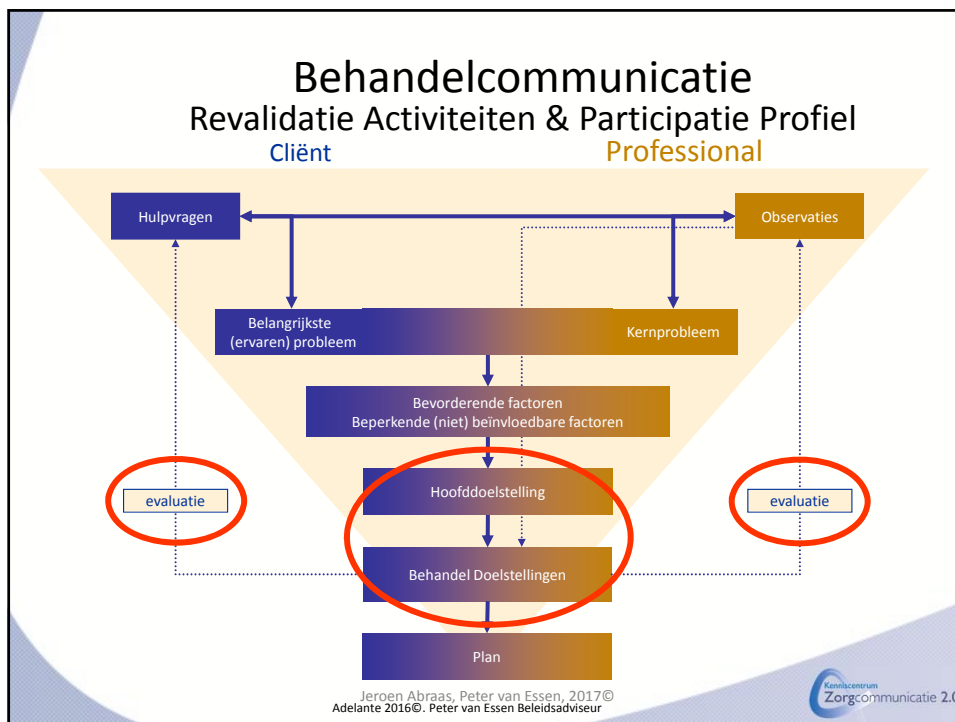 Behandelcommunicatie
Revalidatie Activiteiten & Participatie Profiel
Cliënt
Professional
Hulpvragen
Observaties
Belangrijkste
(ervaren) probleem
Kernprobleem
Bevorderende factoren
Beperkende (niet) beïnvloedbare factoren
Hoofddoelstelling
evaluatie
evaluatie
Behandel Doelstellingen
Plan
Jeroen Abraas, Peter van Essen, 2017©
Adelante 2016©. Peter van Essen Beleidsadviseur
Kenniscentrum
Zorgcommunicatie 2.0